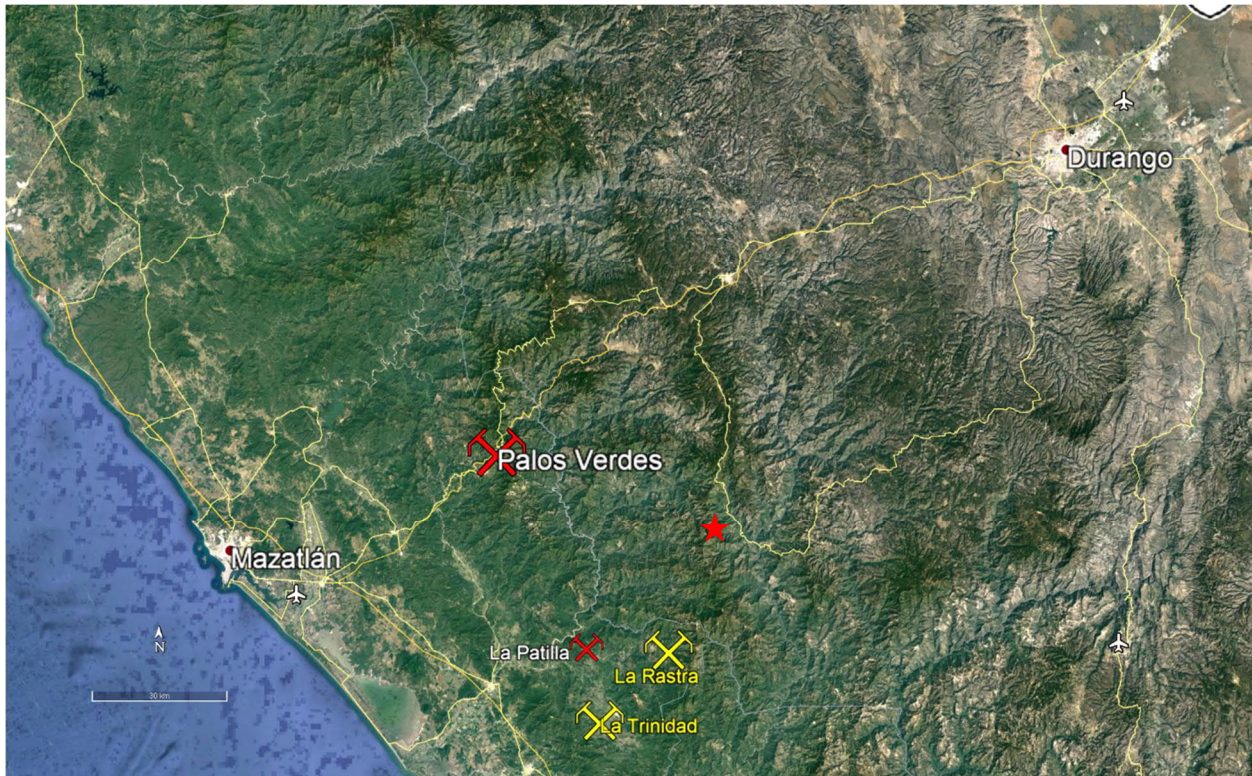 Durango
Palos Verdes
Mazatlán
N
La Patilla
La Rastra
30 km
La Trinidad